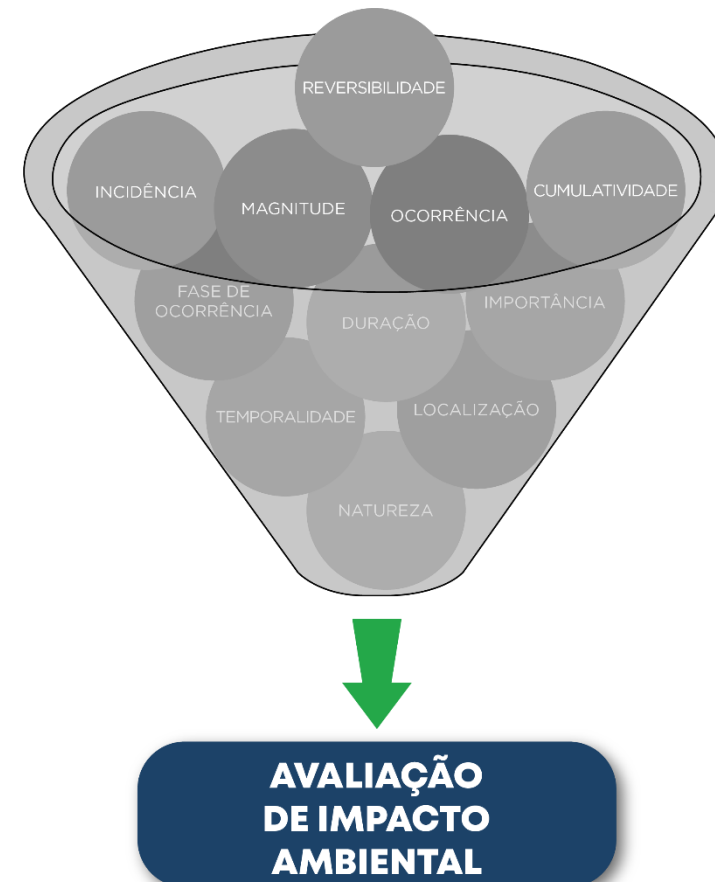 REVERSIBILIDADE
INCIDÊNCIA
MAGNITUDE
OCORRÊNCIA
CUMULATIVIDADE
FASE DE
OCORRÊNCIA
DURAÇÃO
IMPORTÂNCIA
TEMPORALIDADE
LOCALIZAÇÃO
NATUREZA
AVALIAÇÃO
DE IMPACTO
AMBIENTAL